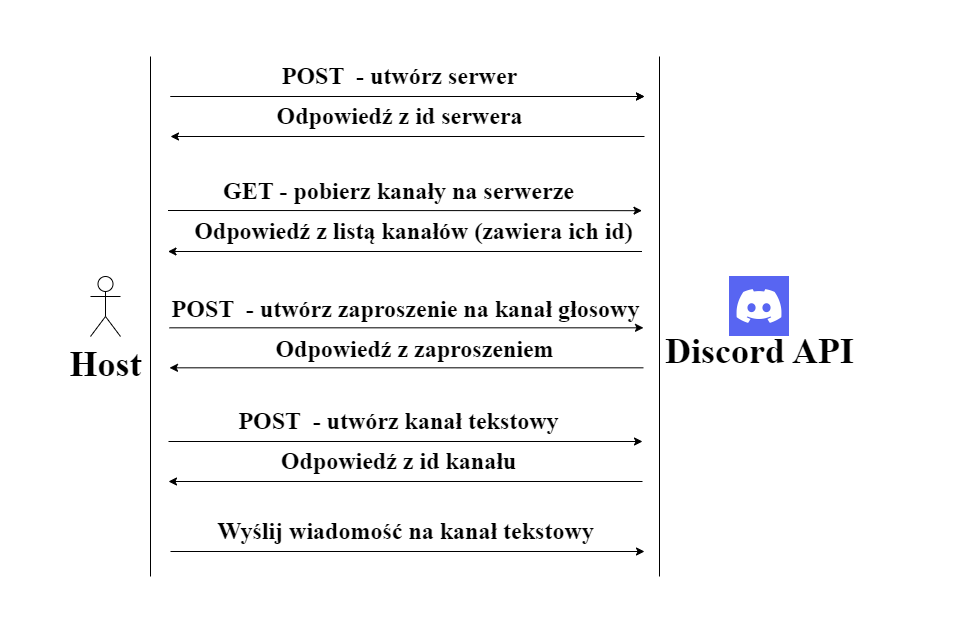 POST - utwórz serwer
Odpowiedź z id serwera
GET - pobierz kanały na serwerze
Odpowiedź z listą kanałów (zawiera ich id)
POST - utwórz zaproszenie na kanał głosowy
Odpowiedź z zaproszeniem
Host
Discord API
POST - utwórz kanał tekstowy
Odpowiedź z id kanału
Wyślij wiadomość na kanał tekstowy